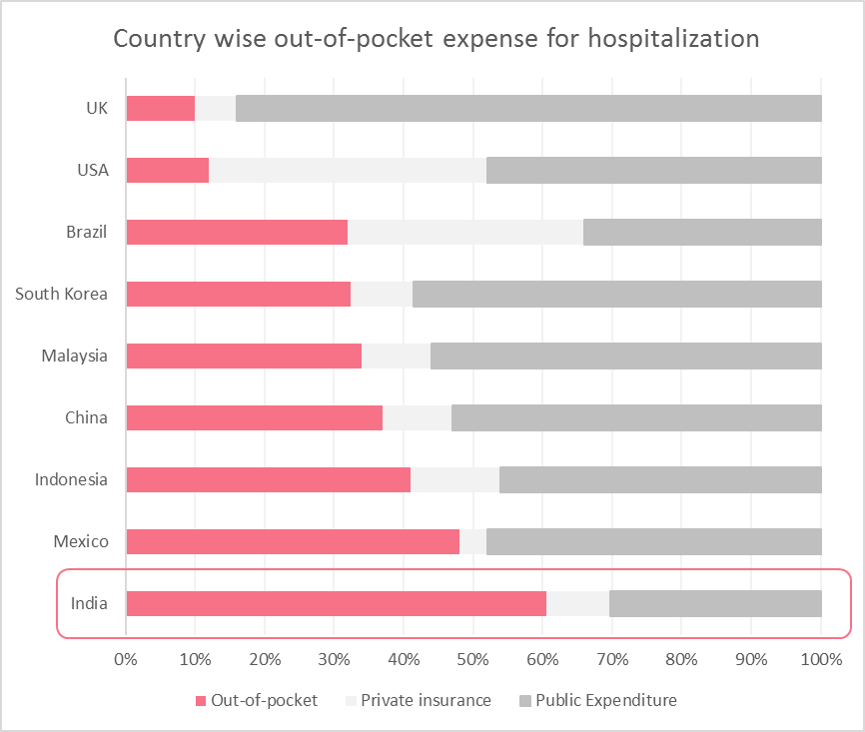 Country wise out-of-pocket expense for hospitalization
UK
USA
Brazil
South Korea
Malaysia
China
Indonesia
Mexico
India
0% 10% 20% 30% 40% 50% 60% 70% 80% 90% 100%
Out-of-pocket Private insurance Public Expenditure